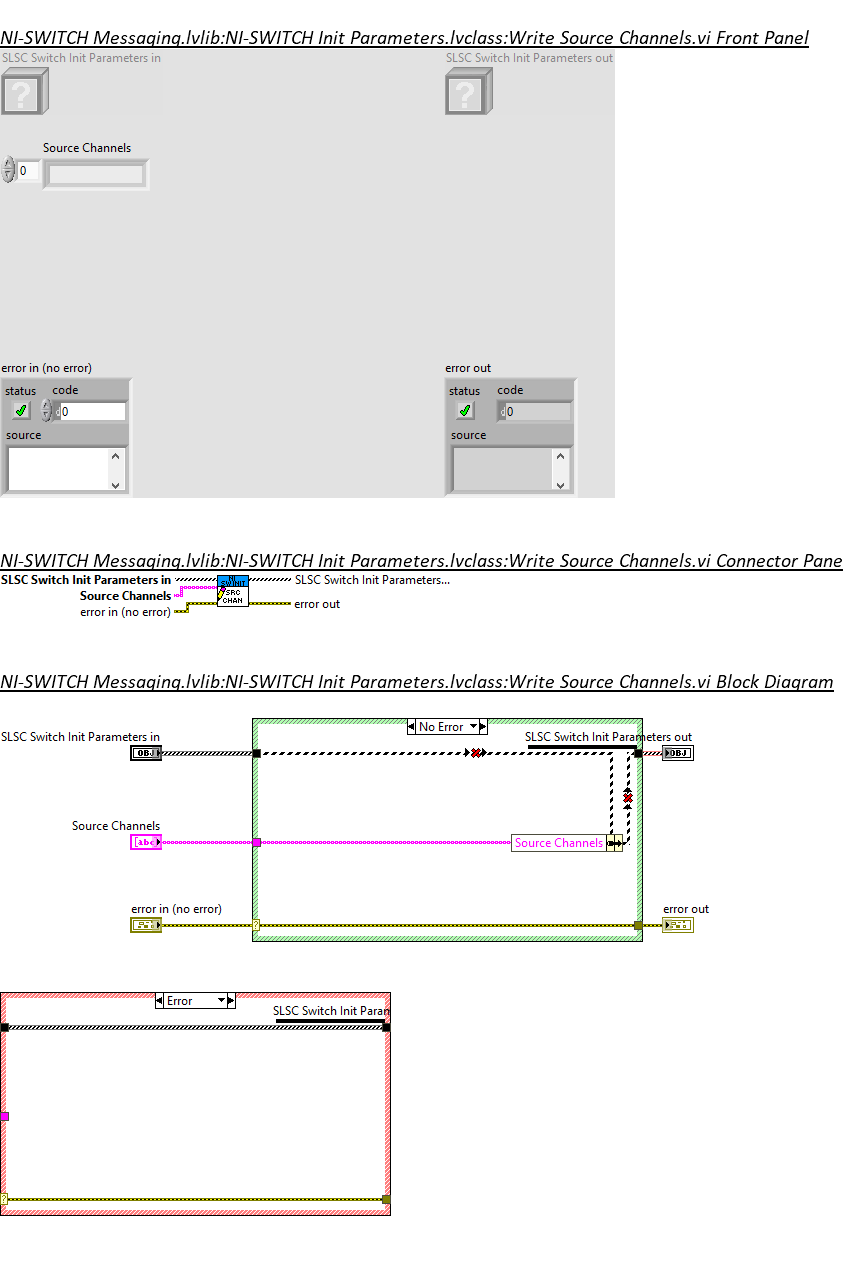 NI-SWITCH Messaging.lvlib:NI-SWITCH Init Parameters.lvclass:Write Source Channels.vi Front Panel
SLSC Switch Init Parameters in
SLSC Switch Init Parameters out
?
?
Source Channels
0
error in (no error)
error out
status
code
status
code
d 0
d 0
source
source
NI-SWITCH Messaging.lvlib:NI-SWITCH Init Parameters.lvclass:Write Source Channels.vi Connector Pane
SLSC Switch Init Parameters in
NI
SWINIT
SLSC Switch Init Parameters...
Source Channels
SRC
CHAN
error in (no error)
error out
NI-SWITCH Messaging.lvlib:NI-SWITCH Init Parameters.lvclass:Write Source Channels.vi Block Diagram
No Error
SLSC Switch Init Parameters in
SLSC Switch Init Parameters out
OBJ
OBJ
Source Channels
[abc
Source Channels
error in (no error)
error out
?
Error
SLSC Switch Init Param
?